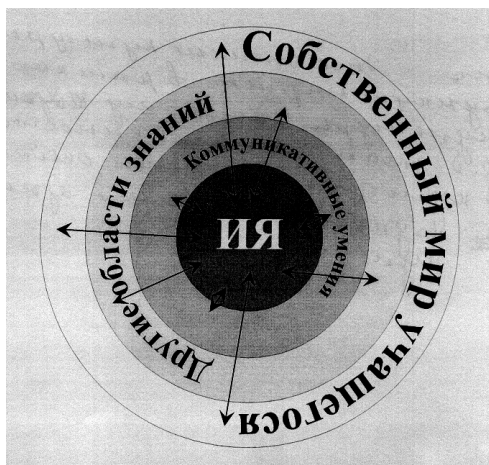 Собственный мир учащегося
Другие области знаний
Коммуникативные умения
ИЯ